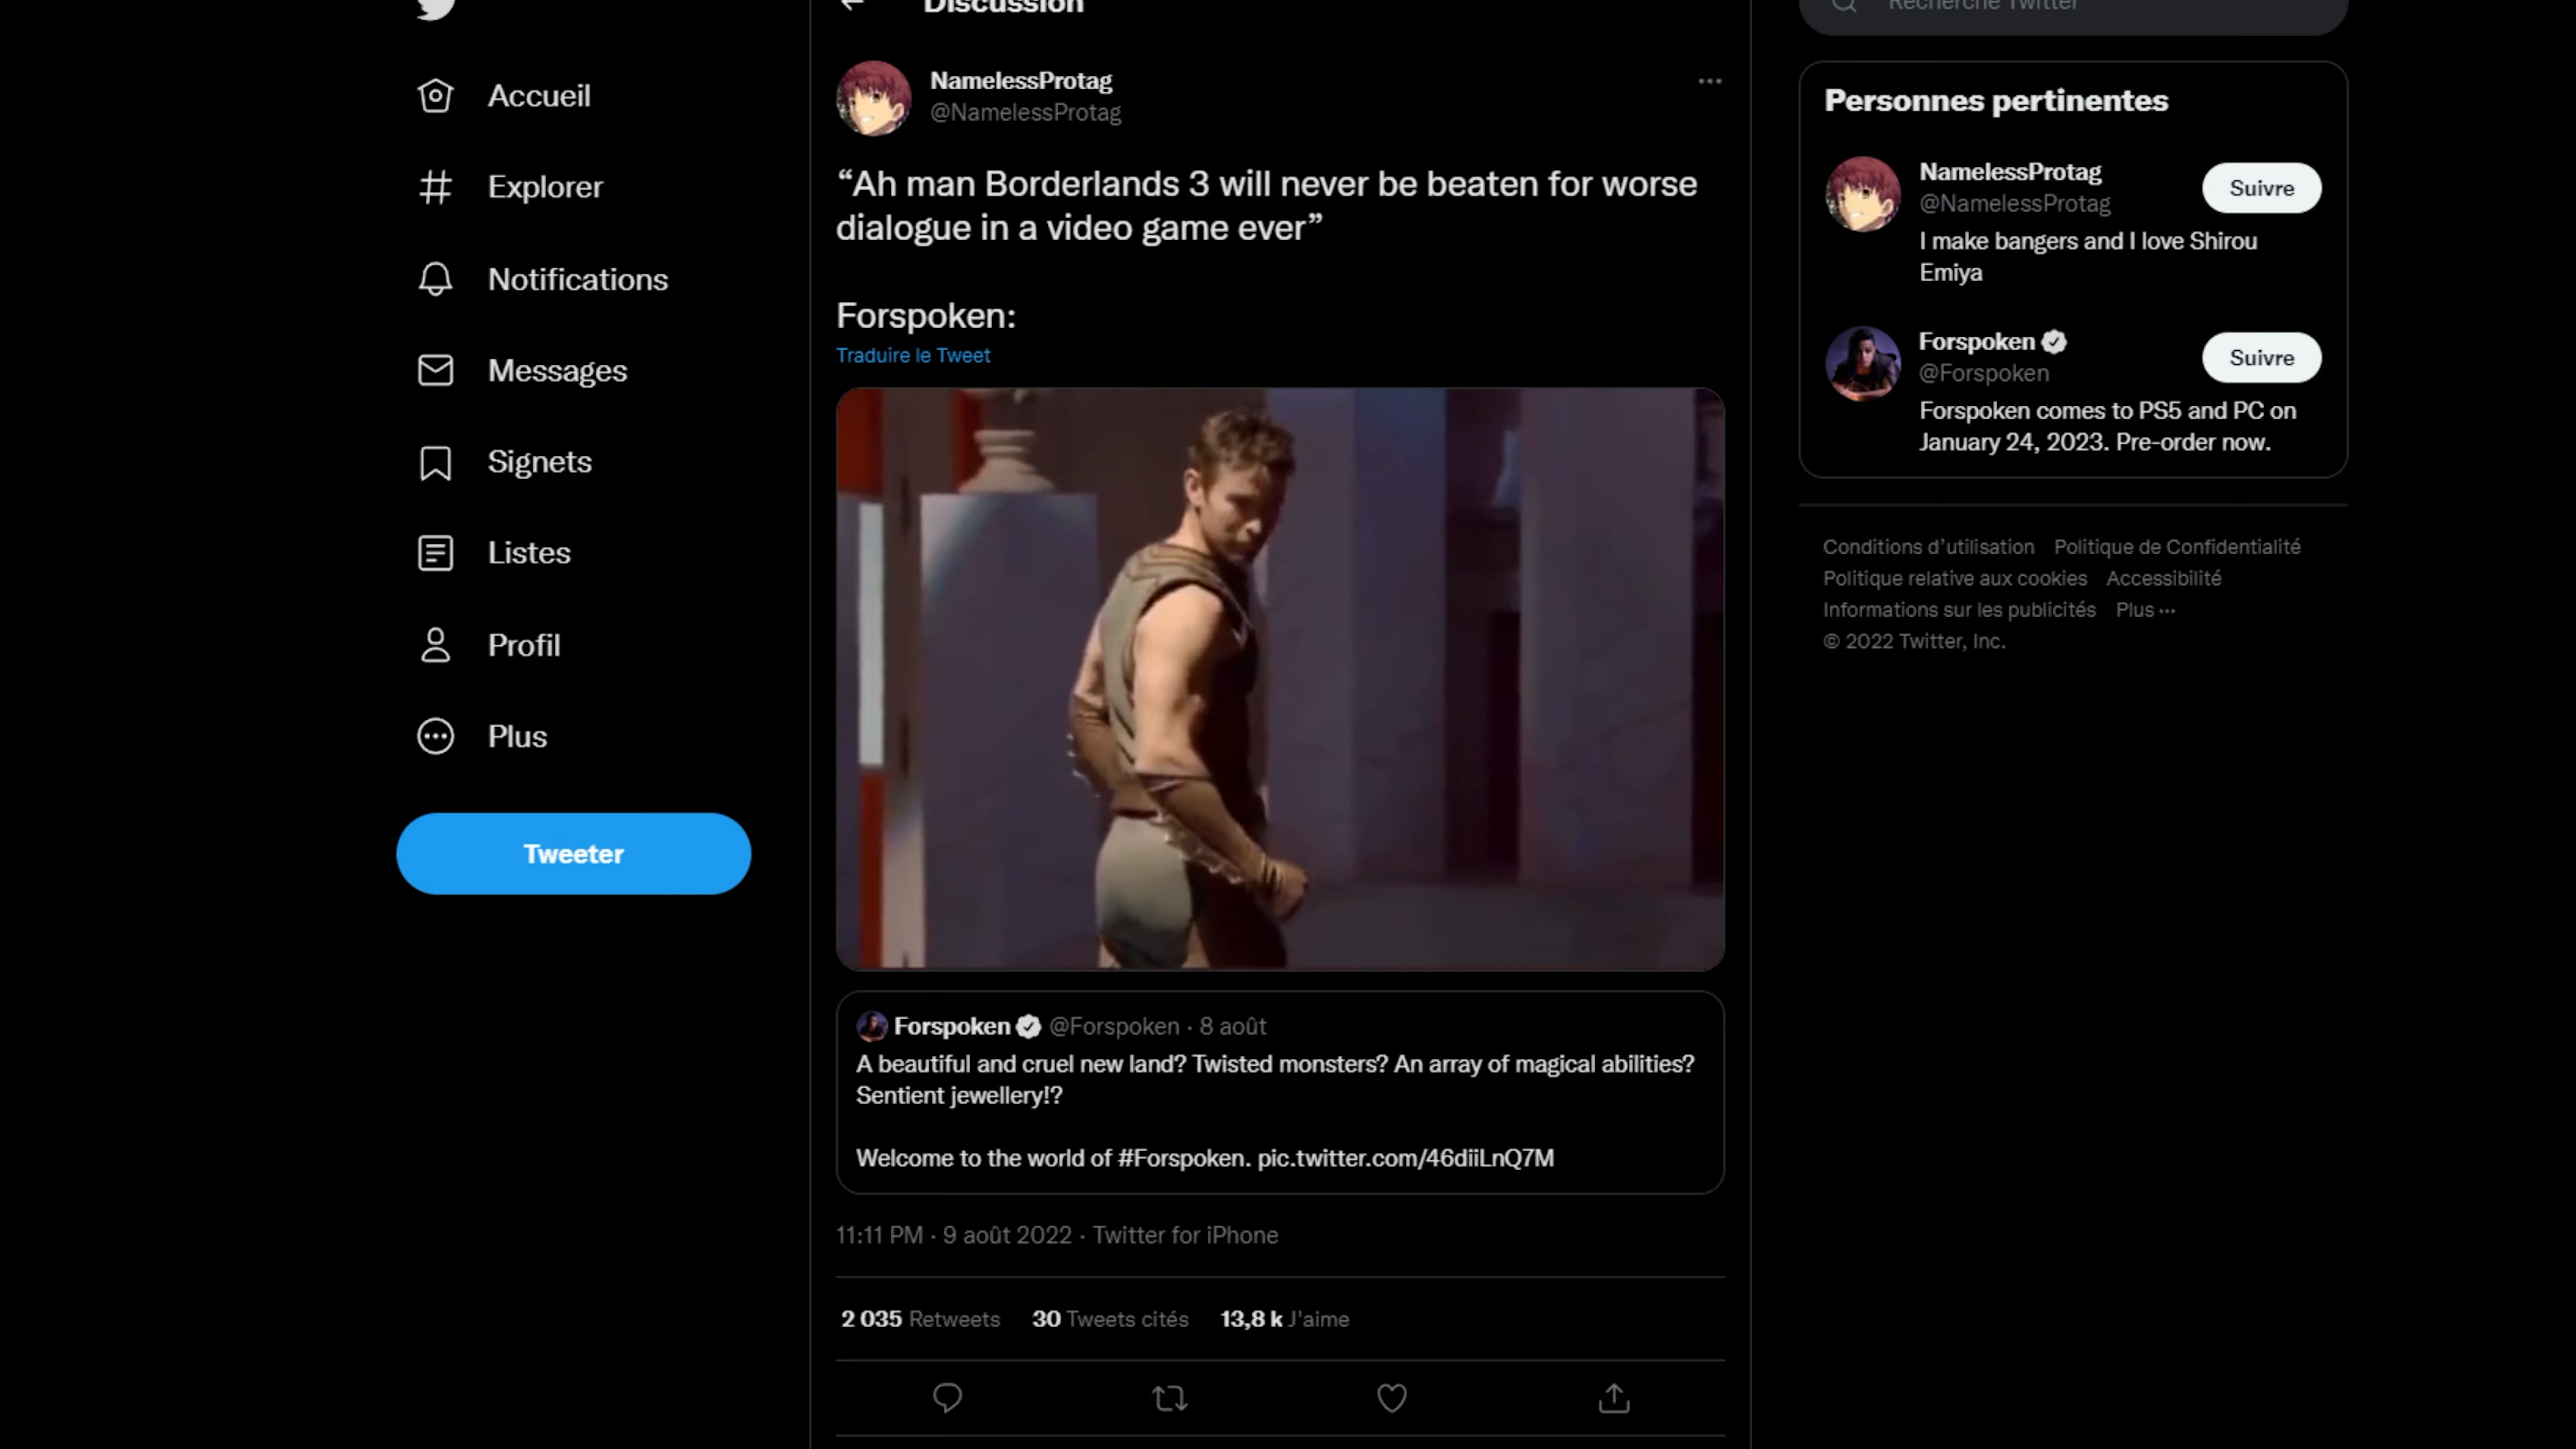 Accueil
Explorer
Notifications
Messages
Signets
Listes
Profil
Plus
Tweeter
Discussion
NamelessProtag
@NamelessProtag
“Ah man Borderlands 3 will never be beaten for worse
dialogue in a video game ever”
Forspoken:
Traduire le Tweet
Forspoken @Forspoken · 8 août
A beautiful and cruel new land? Twisted monsters? An array of magical abilities?
Sentient jewellery!?
Welcome to the world of #Forspoken. pic.twitter.com/46diiLnQ7M
11:11 PM · 9 août 2022 · Twitter for iPhone
2 035 Retweets 30 Tweets cités 13,8 k J'aime
Recherche Twitter
Personnes pertinentes
NamelessProtag
@NamelessProtag
Suivre
I make bangers and I love Shirou
Emiya
Forspoken
@Forspoken
Suivre
Forspoken comes to PS5 and PC on
January 24, 2023. Pre-order now.
Conditions d’utilisation Politique de Confidentialité
Politique relative aux cookies Accessibilité
Informations sur les publicités Plus ···
© 2022 Twitter, Inc.